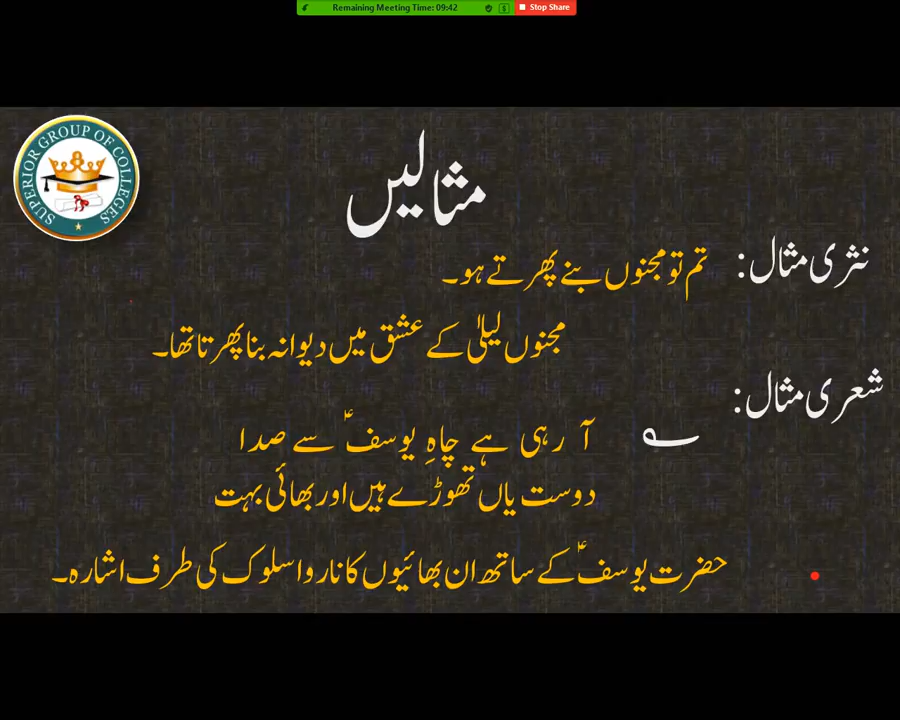 Remaining Meeting Time: 09:42
Stop Share
SUPERIOR GROUP OF COLLEGES
مثالیں
نثری مثال: تم تو مجنوں بنے پھرتے ہو۔
مجنوں لیلیٰ کے عشق میں دیوانہ بنا پھرتا تھا۔
شعری مثال:
؎ آ رہی ہے چاہِ یوسفؑ سے صدا
دوست یاں تھوڑے ہیں اور بھائی بہت
حضرت یوسفؑ کے ساتھ ان بھائیوں کا ناروا سلوک کی طرف اشارہ۔